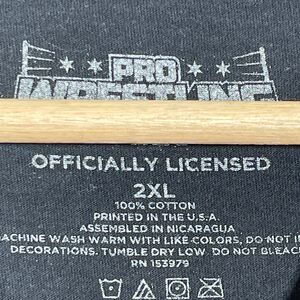 PRO
WRESTLING
OFFICIALLY LICENSED
2XL
100% COTTON
PRINTED IN THE U.S.A.
ASSEMBLED IN NICARAGUA
MACHINE WASH WARM WITH LIKE COLORS, DO NOT I
DECORATIONS. TUMBLE DRY LOW. DO NOT BLEACH
RN 153979